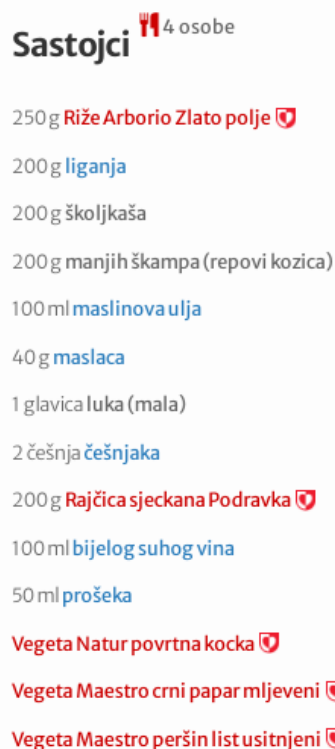 Sastojci 4 osobe
250 g Riže Arborio Zlato polje
200 g liganja
200 g školjkaša
200 g manjih škampa (repovi kozica)
100 ml maslinova ulja
40 g maslaca
1 glavica luka (mala)
2 češnja češnjaka
200 g Rajčica sjeckana Podravka
100 ml bijelog suhog vina
50 ml prošeka
Vegeta Natur povrtna kocka
Vegeta Maestro crni papar mljeveni
Vegeta Maestro peršin list usitnjeni